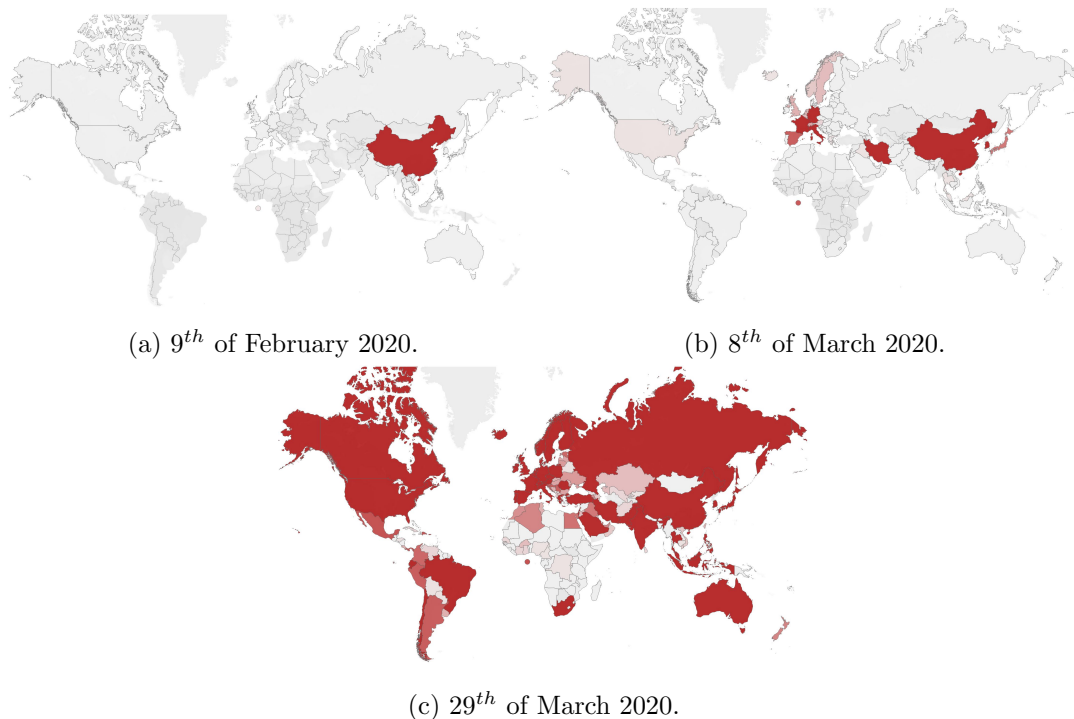 (a) 9th of February 2020.
(b) 8th of March 2020.
(c) 29th of March 2020.